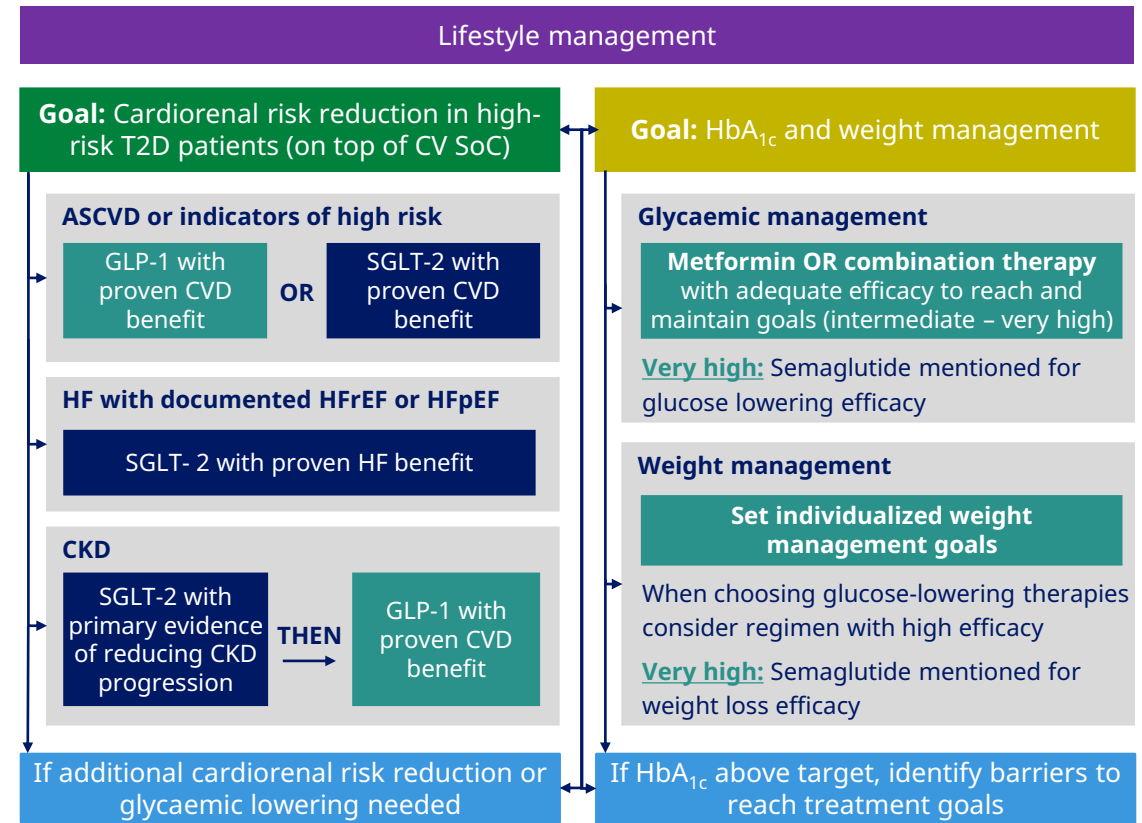 Lifestyle management
Goal: Cardiorenal risk reduction in high-
risk T2D patients (on top of CV SoC)
ASCVD or indicators of high risk
GLP-1 with
proven CVD
benefit
OR
SGLT-2 with
proven CVD
benefit
HF with documented HFrEF or HFpEF
SGLT- 2 with proven HF benefit
CKD
SGLT-2 with
primary evidence
of reducing CKD
progression
THEN
GLP-1 with
proven CVD
benefit
If additional cardiorenal risk reduction or
glycaemic lowering needed
Goal: HbA1c and weight management
Glycaemic management
Metformin OR combination therapy
with adequate efficacy to reach and
maintain goals (intermediate – very high)
Very high: Semaglutide mentioned for
glucose lowering efficacy
Weight management
Set individualized weight
management goals
When choosing glucose-lowering therapies
consider regimen with high efficacy
Very high: Semaglutide mentioned for
weight loss efficacy
If HbA1c above target, identify barriers to
reach treatment goals